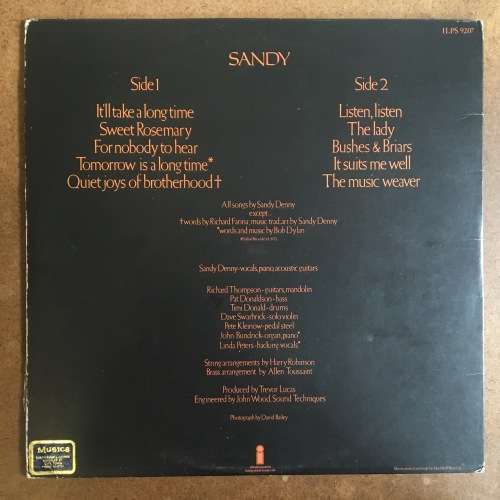 ILPS 9207
SANDY
Side 1
It'll take a long time
Sweet Rosemary
For nobody to hear
Tomorrow is a long time*
Quiet joys of brotherhood†
Side 2
Listen, listen
The lady
Bushes & Briars
It suits me well
The music weaver
All songs by Sandy Denny
except...
†words by Richard Farina; music trad: arr by Sandy Denny
*words and music by Bob Dylan
Sandy Denny-vocals, piano, acoustic guitars
Richard Thompson-guitars, mandolin
Pat Donaldson-bass
Timi Donald-drums
Dave Swarbrick-solo violin
Pete Kleinow-pedal steel
John Bundrick-organ, piano*
Linda Peters-backing vocals*
String arrangements by Harry Robinson
Brass arrangement by Allen Toussaint
Produced by Trevor Lucas
Engineered by John Wood, Sound Techniques
Photograph by David Bailey
Musics